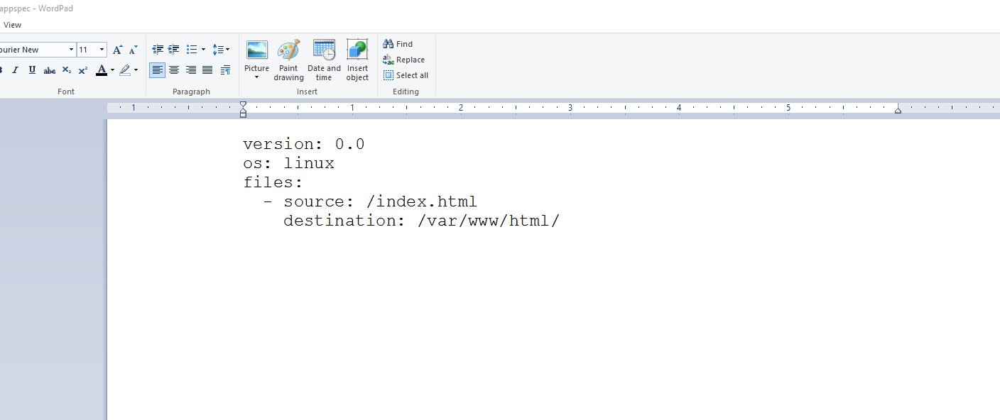 appspec - WordPad
View
ourier New 11
Picture Paint drawing Date and time Insert object
Find
Replace
Select all
Font Paragraph Insert Editing
1 1 2 3 4 5
version: 0.0
os: linux
files:
  - source: /index.html
    destination: /var/www/html/